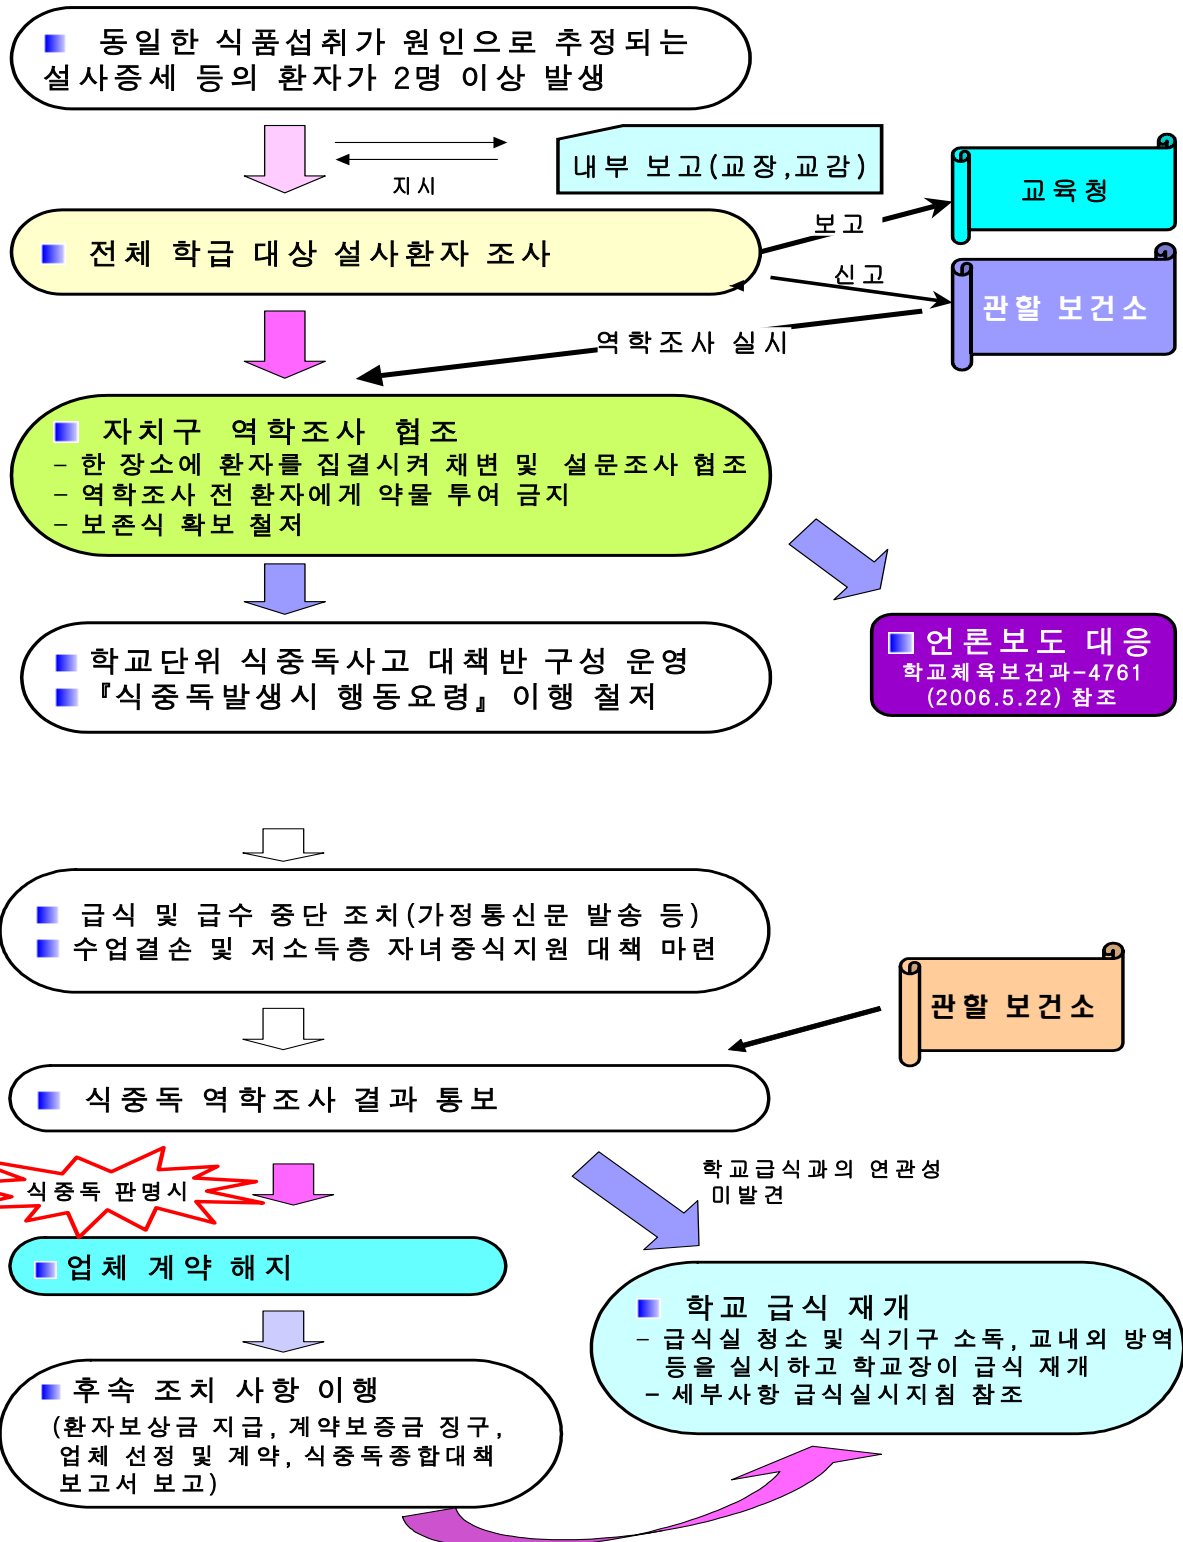 동일한 식품섭취가 원인으로 추정되는
설사증세 등의 환자가 2명 이상 발생
내부 보고(교장,교감)
지시
교육청
보고
전체 학급 대상 설사환자 조사
신고
관할 보건소
역학조사 실시
자치구 역학조사 협조
– 한 장소에 환자를 집결시켜 채변 및 설문조사 협조
– 역학조사 전 환자에게 약물 투여 금지
– 보존식 확보 철저
학교단위 식중독사고 대책반 구성 운영
『식중독발생시 행동요령』 이행 철저
언론보도 대응
학교체육보건과-4761
(2006.5.22) 참조
급식 및 급수 중단 조치(가정통신문 발송 등)
수업결손 및 저소득층 자녀중식지원 대책 마련
관할 보건소
식중독 역학조사 결과 통보
식중독 판명시
학교급식과의 연관성
미발견
업체 계약 해지
학교 급식 재개
– 급식실 청소 및 식기구 소독, 교내외 방역
등을 실시하고 학교장이 급식 재개
– 세부사항 급식실시지침 참조
후속 조치 사항 이행
(환자보상금 지급, 계약보증금 징구,
업체 선정 및 계약, 식중독종합대책
보고서 보고)